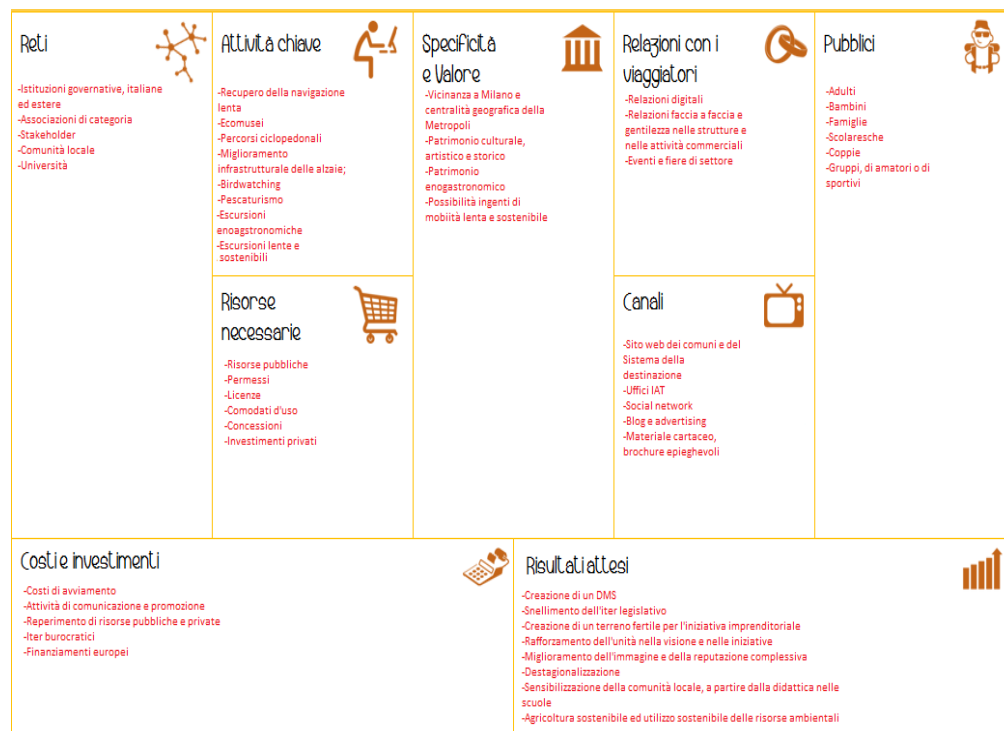 Reti
-Istituzioni governative, italiane
ed estere
-Associazioni di categoria
-Stakeholder
-Comunità locale
-Università
Attività chiave
-Recupero della navigazione
lenta
-Ecomusei
-Percorsi ciclopedonali
-Miglioramento
infrastrutturale delle alzaie;
-Birdwatching
-Pescaturismo
-Escursioni
enoagstronomiche
-Escursioni lente e
sostenibili
Risorse
necessarie
-Risorse pubbliche
-Permessi
-Licenze
-Comodati d'uso
-Concessioni
-Investimenti privati
Specificità
e Valore
-Vicinanza a Milano e
centralità geografica della
Metropoli
-Patrimonio culturale,
artistico e storico
-Patrimonio
enogastronomico
-Possibilità ingenti di
mobiità lenta e sostenibile
Relazioni con i
viaggiatori
-Relazioni digitali
-Relazioni faccia a faccia e
gentilezza nelle strutture e
nelle attività commerciali
-Eventi e fiere di settore
Canali
-Sito web dei comuni e del
Sistema della
destinazione
-Uffici IAT
-Social network
-Blog e advertising
-Materiale cartaceo,
brochure epieghevoli
Pubblici
-Adulti
-Bambini
-Famiglie
-Scolaresche
-Coppie
-Gruppi, di amatori o di
sportivi
Costi e investimenti
-Costi di avviamento
-Attività di comunicazione e promozione
-Reperimento di risorse pubbliche e private
-Iter burocratici
-Finanziamenti europei
Risultati attesi
-Creazione di un DMS
-Snellimento dell'iter legislativo
-Creazione di un terreno fertile per l'iniziativa imprenditoriale
-Rafforzamento dell'unità nella visione e nelle iniziative
-Miglioramento dell'immagine e della reputazione complessiva
-Destagionalizzazione
-Sensibilizzazione della comunità locale, a partire dalla didattica nelle
scuole
-Agricoltura sostenibile ed utilizzo sostenibile delle risorse ambientali